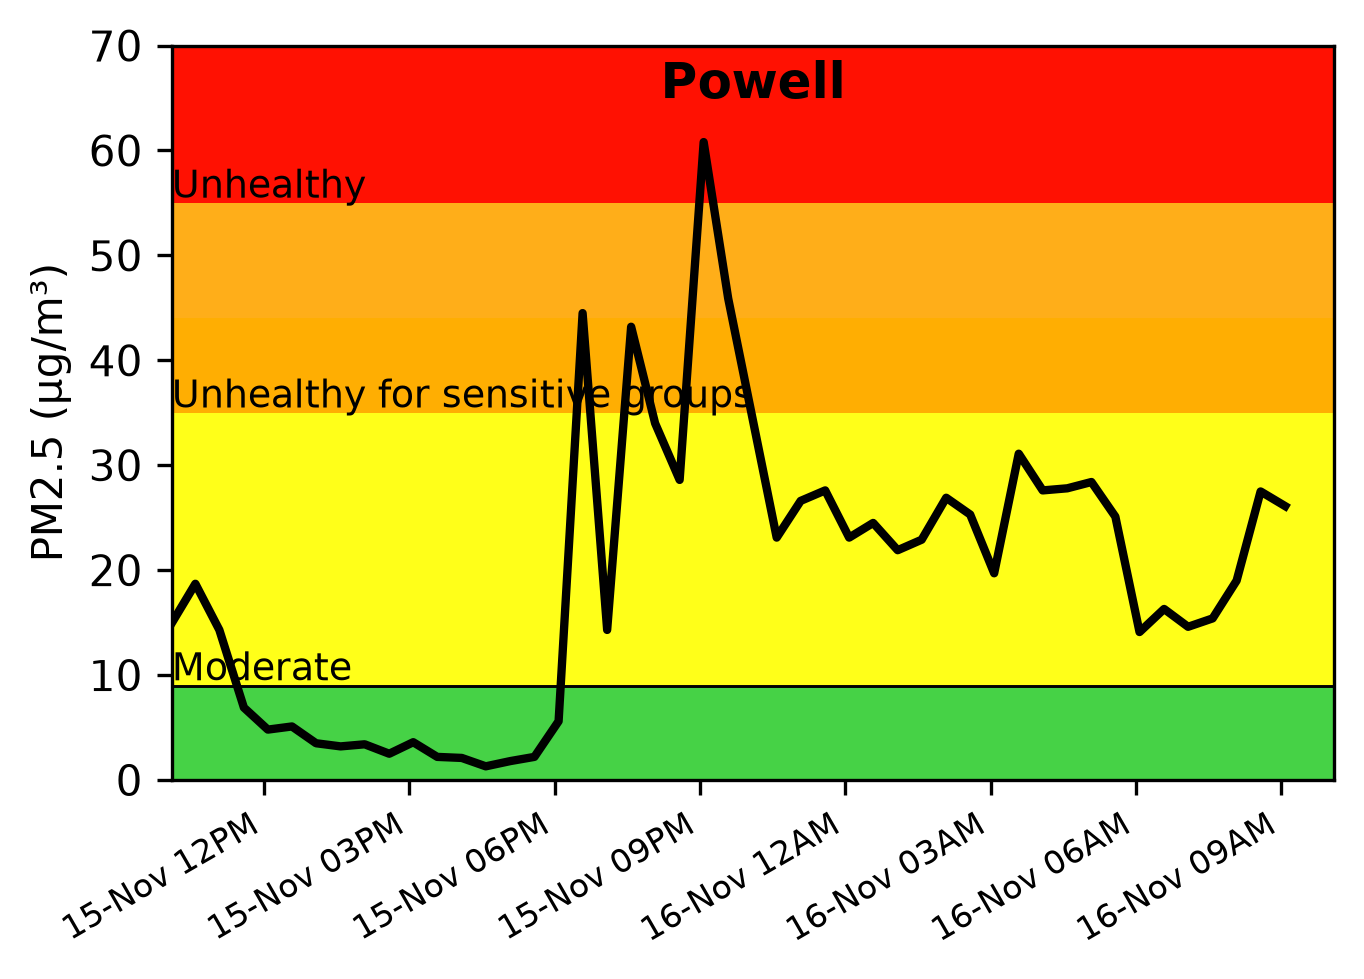 Powell
PM2.5 (µg/m³)
70
60
50
40
30
20
10
0
Unhealthy
Unhealthy for sensitive groups
Moderate
15-Nov 12PM
15-Nov 03PM
15-Nov 06PM
15-Nov 09PM
16-Nov 12AM
16-Nov 03AM
16-Nov 06AM
16-Nov 09AM